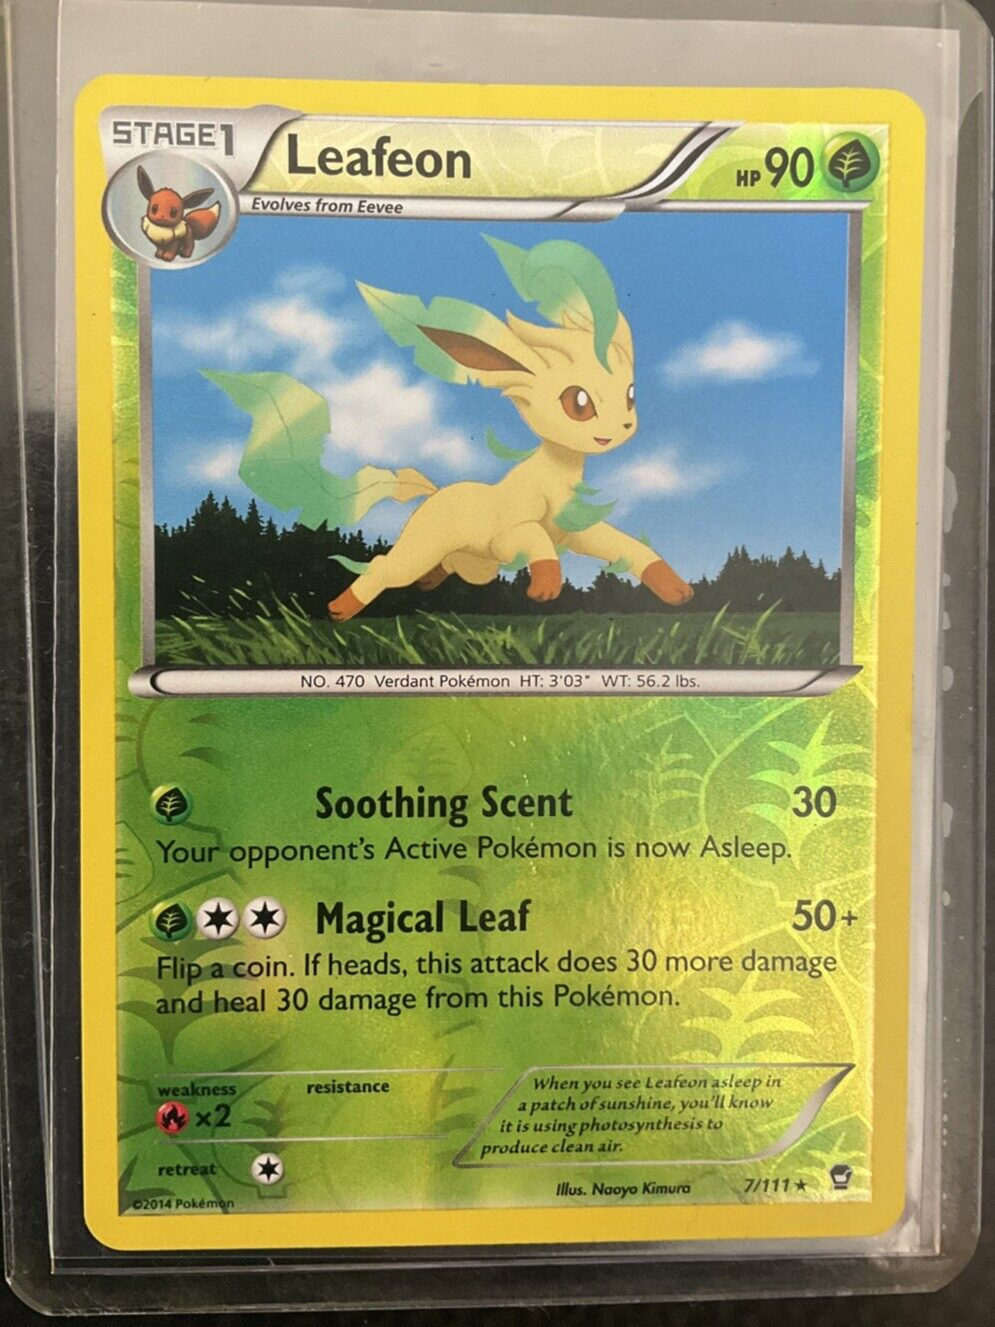 STAGE1
Leafeon
HP 90
Evolves from Eevee
NO. 470 Verdant Pokémon HT: 3'03" WT: 56.2 lbs.
Soothing Scent 30
Your opponent's Active Pokémon is now Asleep.
Magical Leaf 50+
Flip a coin. If heads, this attack does 30 more damage
and heal 30 damage from this Pokémon.
weakness resistance
×2
When you see Leafeon asleep in
a patch of sunshine, you'll know
it is using photosynthesis to
produce clean air.
retreat
Illus. Naoyo Kimura 7/111 ★
©2014 Pokémon